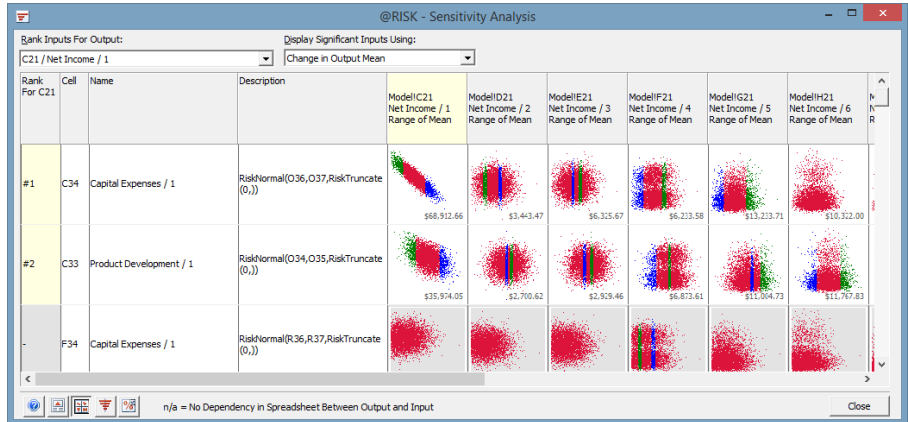 @RISK - Sensitivity Analysis
Rank Inputs For Output:
Display Significant Inputs Using:
C21 / Net Income / 1
Change in Output Mean
Rank For C21
Cell
Name
Description
Model!C21 Net Income / 1 Range of Mean
Model!D21 Net Income / 2 Range of Mean
Model!E21 Net Income / 3 Range of Mean
Model!F21 Net Income / 4 Range of Mean
Model!G21 Net Income / 5 Range of Mean
Model!H21 Net Income / 6 Range of Mean
#1
C34
Capital Expenses / 1
RiskNormal(O36,O37,RiskTruncate
(0,))
$68,912.66
$3,443.47
$6,325.67
$6,233.58
$13,233.71
$10,322.00
#2
C33
Product Development / 1
RiskNormal(O34,O35,RiskTruncate
(0,))
$35,974.05
$2,700.62
$2,929.46
$6,873.61
$11,004.73
$11,767.83
-
F34
Capital Expenses / 1
RiskNormal(R36,R37,RiskTruncate
(0,))
n/a = No Dependency in Spreadsheet Between Output and Input
Close